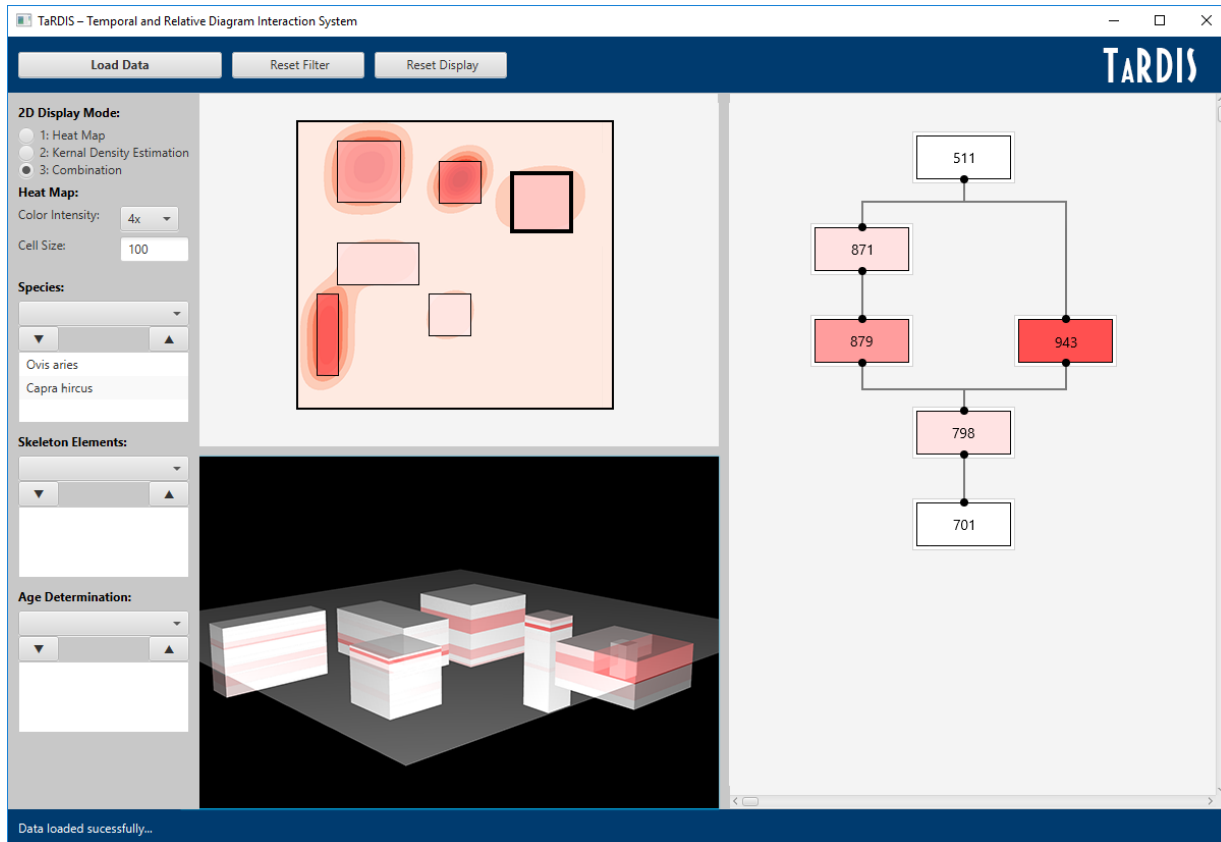 TaRDIS – Temporal and Relative Diagram Interaction System
Load Data
Reset Filter
Reset Display
TARDIS
2D Display Mode:
1: Heat Map
2: Kernal Density Estimation
3: Combination
Heat Map:
Color Intensity:
4x
Cell Size:
100
Species:
▼
▲
Ovis aries
Capra hircus
Skeleton Elements:
▼
▲
Age Determination:
▼
▲
511
871
879
943
798
701
Data loaded sucessfully...